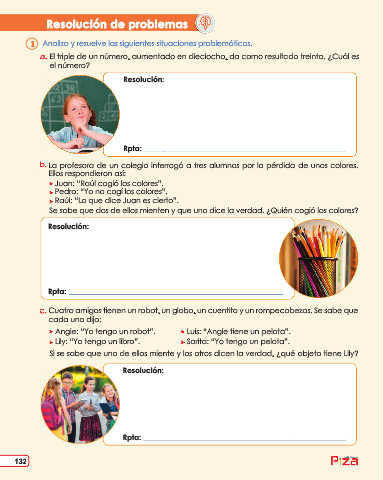 Resolución de problemas
1 Analizo y resuelve las siguientes situaciones problemáticas.
a. El triple de un número, aumentado en dieciocho, da como resultado treinta. ¿Cuál es
el número?
Resolución:
Rpta:
b. La profesora de un colegio interrogó a tres alumnos por la pérdida de unos colores.
Ellos respondieron así:
▸ Juan: “Raúl cogió los colores”.
▸ Pedro: “Yo no cogí los colores”.
▸ Raúl: “Lo que dice Juan es cierto”.
Se sabe que dos de ellos mienten y que uno dice la verdad. ¿Quién cogió los colores?
Resolución:
Rpta:
c. Cuatro amigos tienen un robot, un globo, un cuentito y un rompecabezas. Se sabe que
cada uno dijo:
▸ Angie: “Yo tengo un robot”. ▸ Luis: “Angie tiene un pelota”.
▸ Lily: “Yo tengo un libro”. ▸ Sarita: “Yo tengo un pelota”.
Si se sabe que uno de ellos miente y los otros dicen la verdad, ¿qué objeto tiene Lily?
Resolución:
Rpta:
132